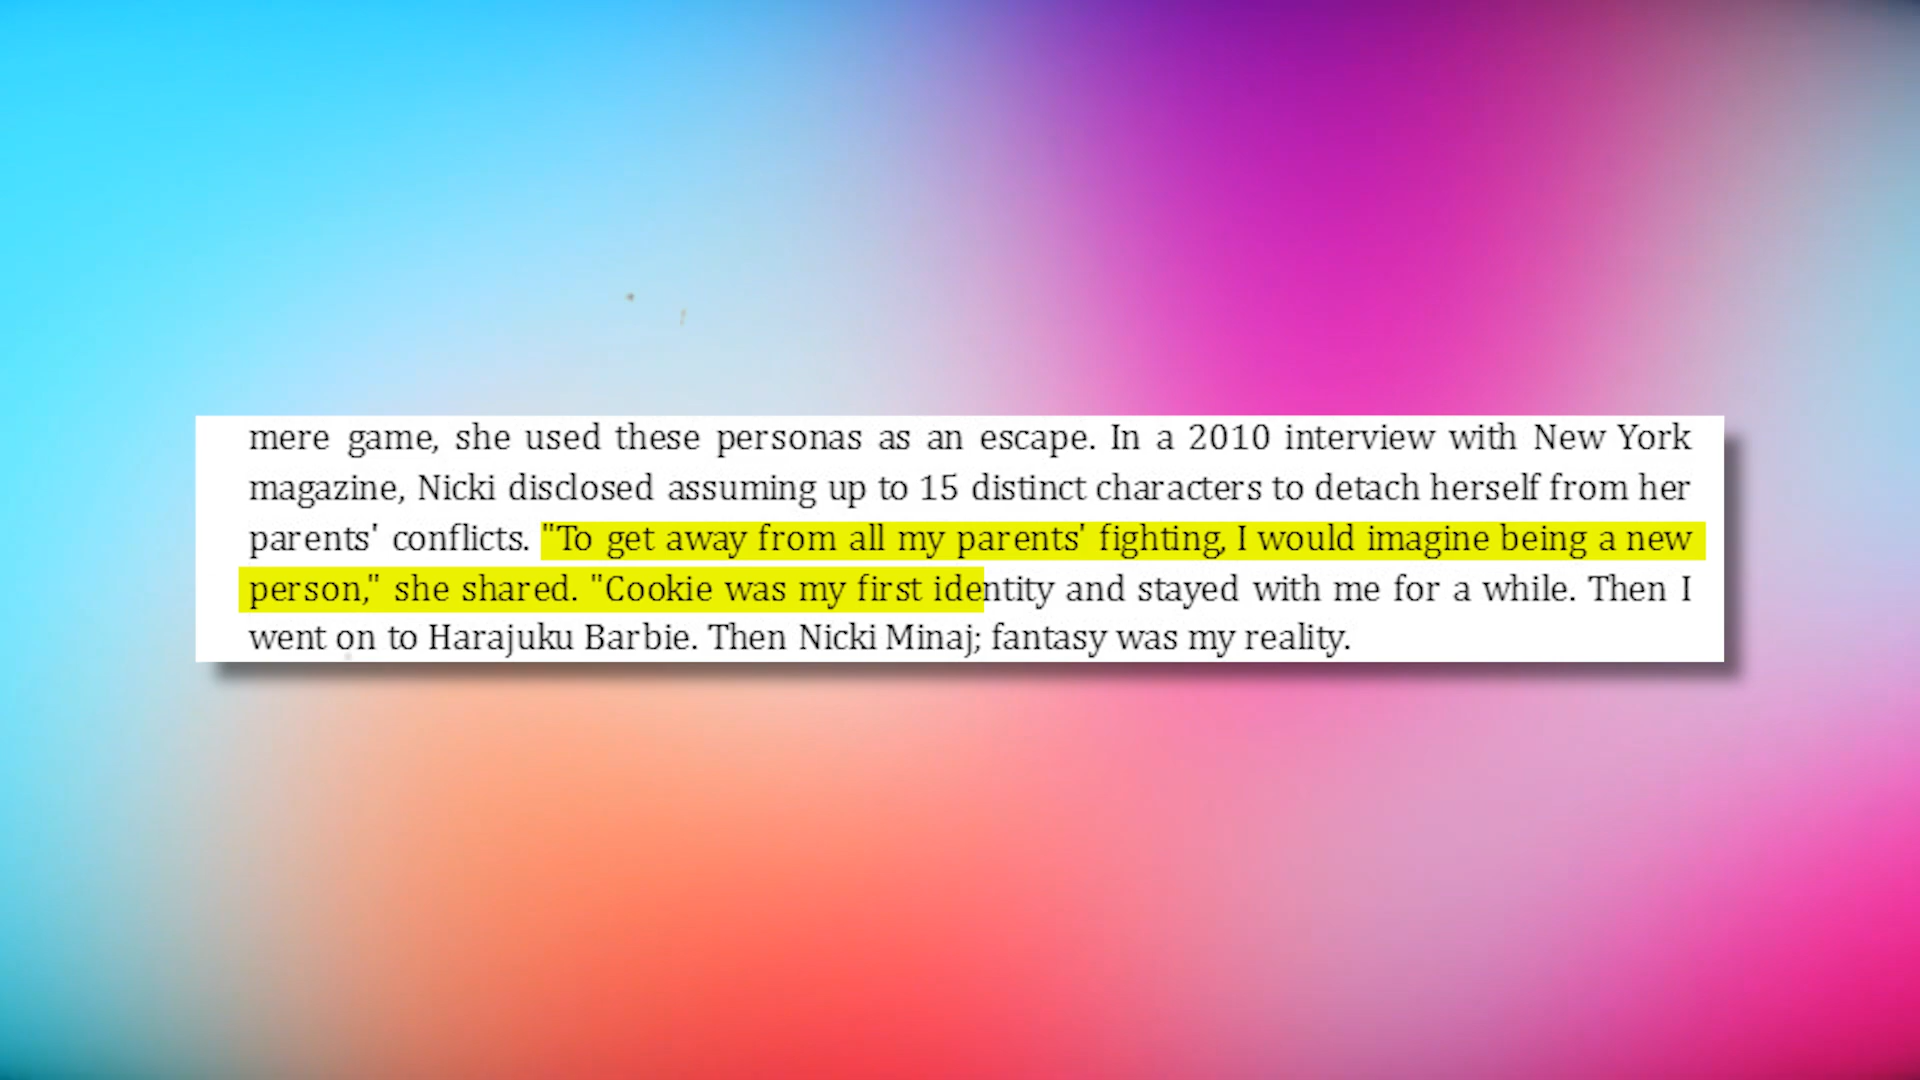 mere game, she used these personas as an escape. In a 2010 interview with New York
magazine, Nicki disclosed assuming up to 15 distinct characters to detach herself from her
parents' conflicts. "To get away from all my parents' fighting, I would imagine being a new
person," she shared. "Cookie was my first identity and stayed with me for a while. Then I
went on to Harajuku Barbie. Then Nicki Minaj; fantasy was my reality.